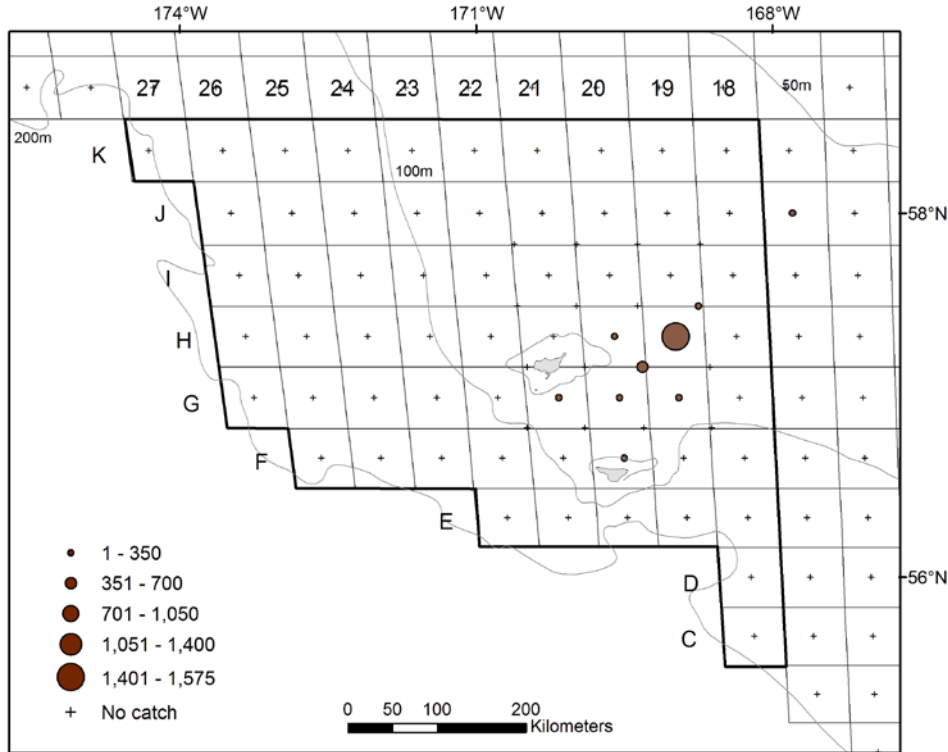 174°W 171°W 168°W
27 26 25 24 23 22 21 20 19 18
50m
200m
K
100m
J
58°N
I
H
G
F
E
D
56°N
C
1 - 350
351 - 700
701 - 1,050
1,051 - 1,400
1,401 - 1,575
No catch
0 50 100 200
Kilometers